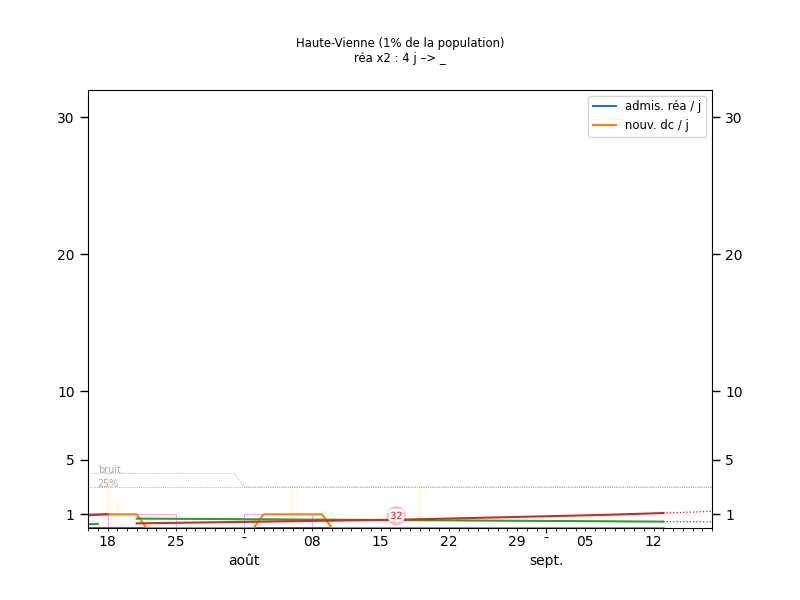 Haute-Vienne (1% de la population)
réa x2 : 4 j –> _
admis. réa / j
nouv. dc / j
30 30
20 20
10 10
5 5
bruit
25%
32
1 1
18 25 - 08 15 22 29 - 05 12
août sept.